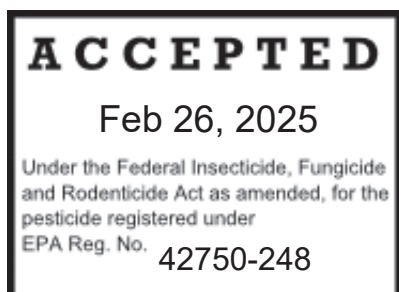 ACCEPTED
Feb 26, 2025
Under the Federal Insecticide, Fungicide
and Rodenticide Act as amended, for the
pesticide registered under
EPA Reg. No. 42750-248